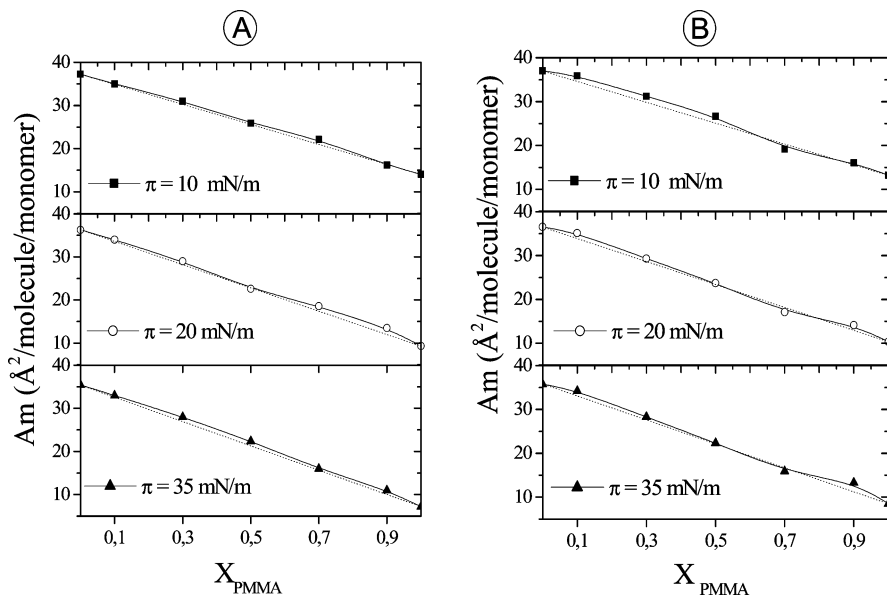 A
Am (Å²/molecule/monomer)
40
30
20
10
π = 10 mN/m
40
30
20
10
π = 20 mN/m
40
30
20
10
π = 35 mN/m
0,1 0,3 0,5 0,7 0,9
X PMMA
B
Am (Å²/molecule/monomer)
40
30
20
10
π = 10 mN/m
40
30
20
10
π = 20 mN/m
40
30
20
10
π = 35 mN/m
0,1 0,3 0,5 0,7 0,9
X PMMA